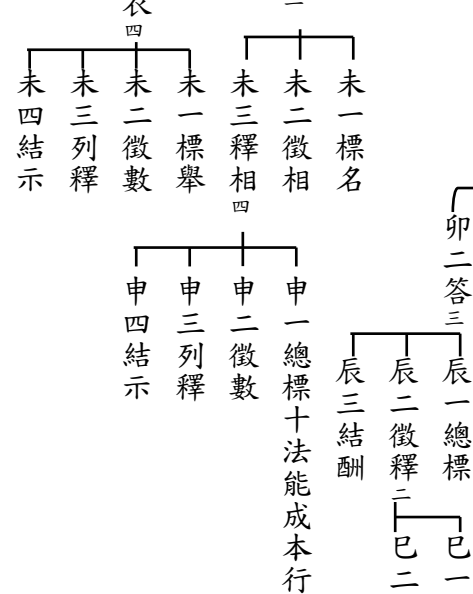 卯二答三
辰一總標
辰二徵釋二
辰三結酬
巳一
巳二
一
未一標名
未二徵相
未三釋相四
申一總標十法能成本行
申二徵數
申三列釋
申四結示
四
未一標舉
未二徵數
未三列釋
未四結示